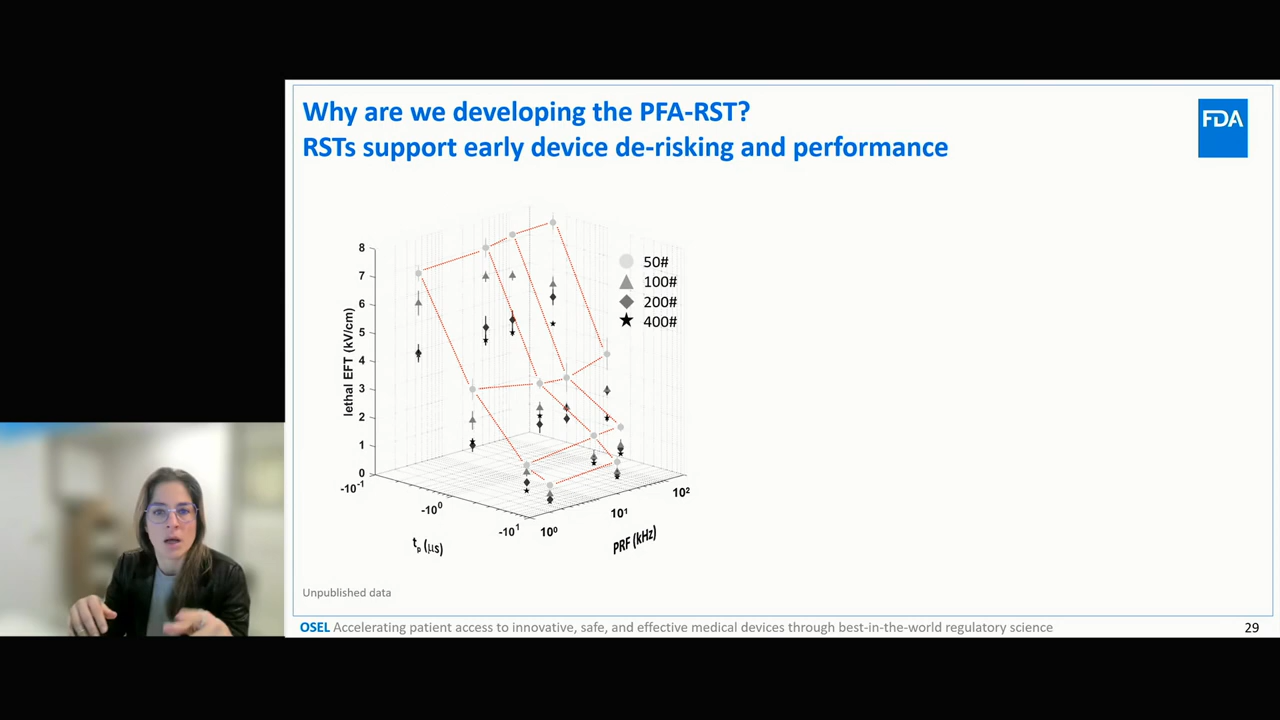 Why are we developing the PFA-RST?
RSTs support early device de-risking and performance
FDA
8
7
6
5
4
3
2
1
0
lethal EFT (kV/cm)
-10⁻¹
-10⁰
-10¹
tₚ (μs)
10⁰
10¹
10²
PRF (kHz)
50#
100#
200#
400#
Unpublished data
OSEL Accelerating patient access to innovative, safe, and effective medical devices through best-in-the-world regulatory science
29